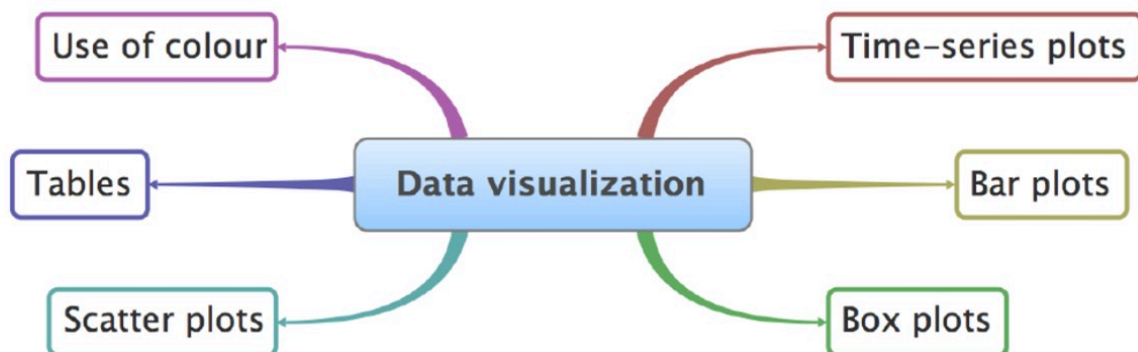 Use of colour
Time-series plots
Tables
Data visualization
Bar plots
Scatter plots
Box plots